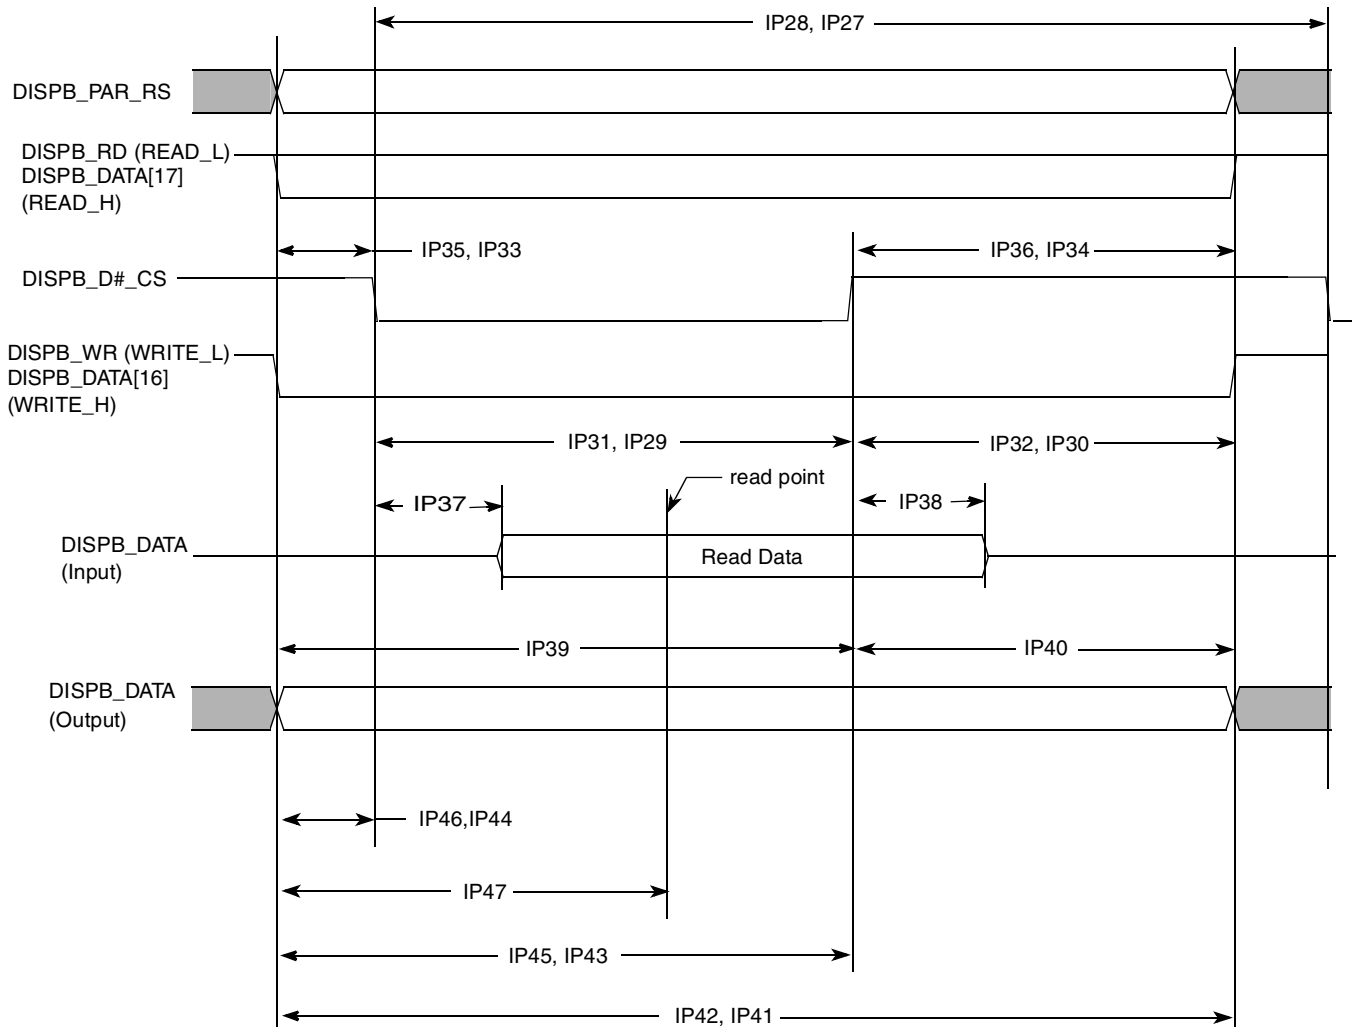 IP28, IP27
DISPB_PAR_RS
DISPB_RD (READ_L)
DISPB_DATA[17]
(READ_H)
IP35, IP33
IP36, IP34
DISPB_D#_CS
DISPB_WR (WRITE_L)
DISPB_DATA[16]
(WRITE_H)
IP31, IP29
IP32, IP30
read point
IP37
IP38
DISPB_DATA
(Input)
Read Data
IP39
IP40
DISPB_DATA
(Output)
IP46,IP44
IP47
IP45, IP43
IP42, IP41